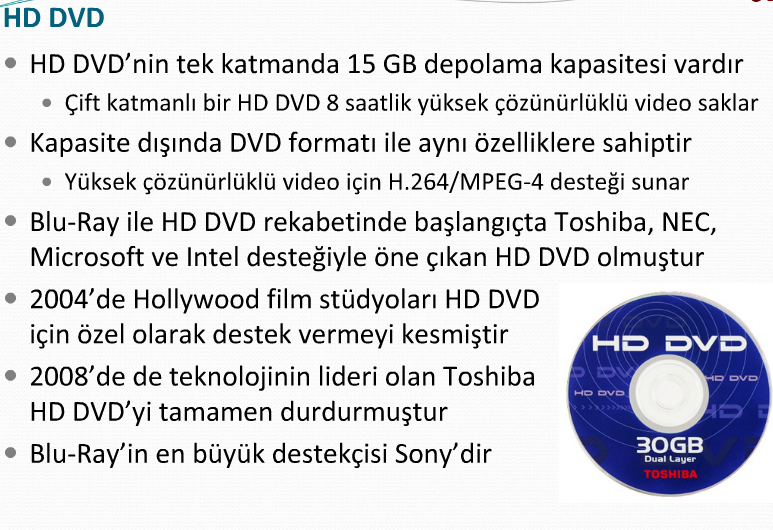 HD DVD
• HD DVD’nin tek katmanda 15 GB depolama kapasitesi vardır
• Çift katmanlı bir HD DVD 8 saatlik yüksek çözünürlüklü video saklar
• Kapasite dışında DVD formatı ile aynı özelliklere sahiptir
• Yüksek çözünürlüklü video için H.264/MPEG-4 desteği sunar
• Blu-Ray ile HD DVD rekabetinde başlangıçta Toshiba, NEC,
Microsoft ve Intel desteğiyle öne çıkan HD DVD olmuştur
• 2004’de Hollywood film stüdyoları HD DVD
için özel olarak destek vermeyi kesmiştir
• 2008’de de teknolojinin lideri olan Toshiba
HD DVD’yi tamamen durdurmuştur
• Blu-Ray’in en büyük destekçisi Sony’dir
HD DVD
HD DVD
HD DVD
30GB
Dual Layer
TOSHIBA